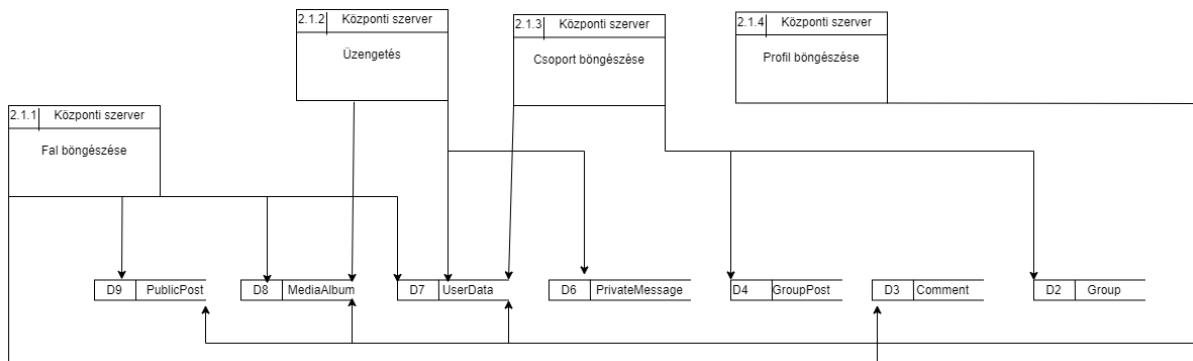 2.1.2 Központi szerver
Üzengetés
2.1.3 Központi szerver
Csoport böngészése
2.1.4 Központi szerver
Profil böngészése
2.1.1 Központi szerver
Fal böngészése
D9 PublicPost
D8 MediaAlbum
D7 UserData
D6 PrivateMessage
D4 GroupPost
D3 Comment
D2 Group